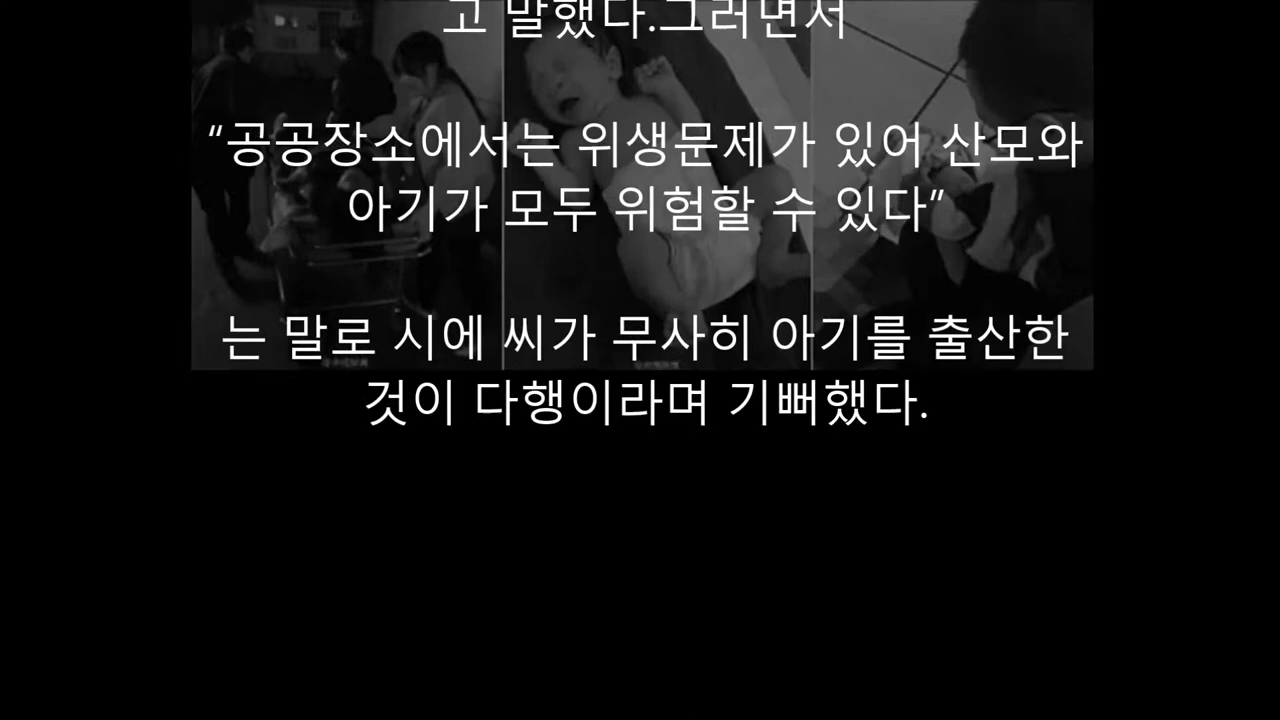 고 말했다.그러면서
“공공장소에서는 위생문제가 있어 산모와
아기가 모두 위험할 수 있다”
는 말로 시에 씨가 무사히 아기를 출산한
것이 다행이라며 기뻐했다.